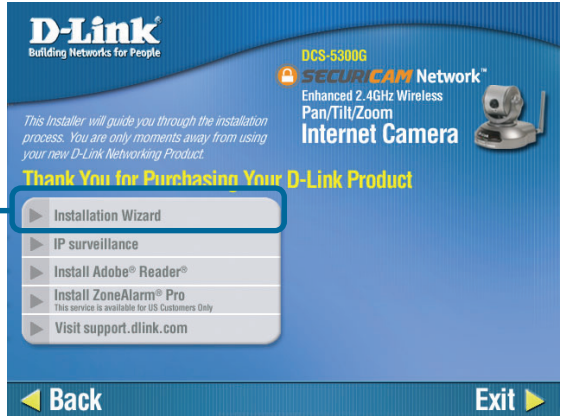 D-Link
Building Networks for People
DCS-5300G
SECURICAM Network™
Enhanced 2.4GHz Wireless
Pan/Tilt/Zoom
Internet Camera
This Installer will guide you through the installation
process. You are only moments away from using
your new D-Link Networking Product.
Thank You for Purchasing Your D-Link Product
Installation Wizard
IP surveillance
Install Adobe® Reader®
Install ZoneAlarm® Pro
This service is available for US Customers Only
Visit support.dlink.com
Back
Exit